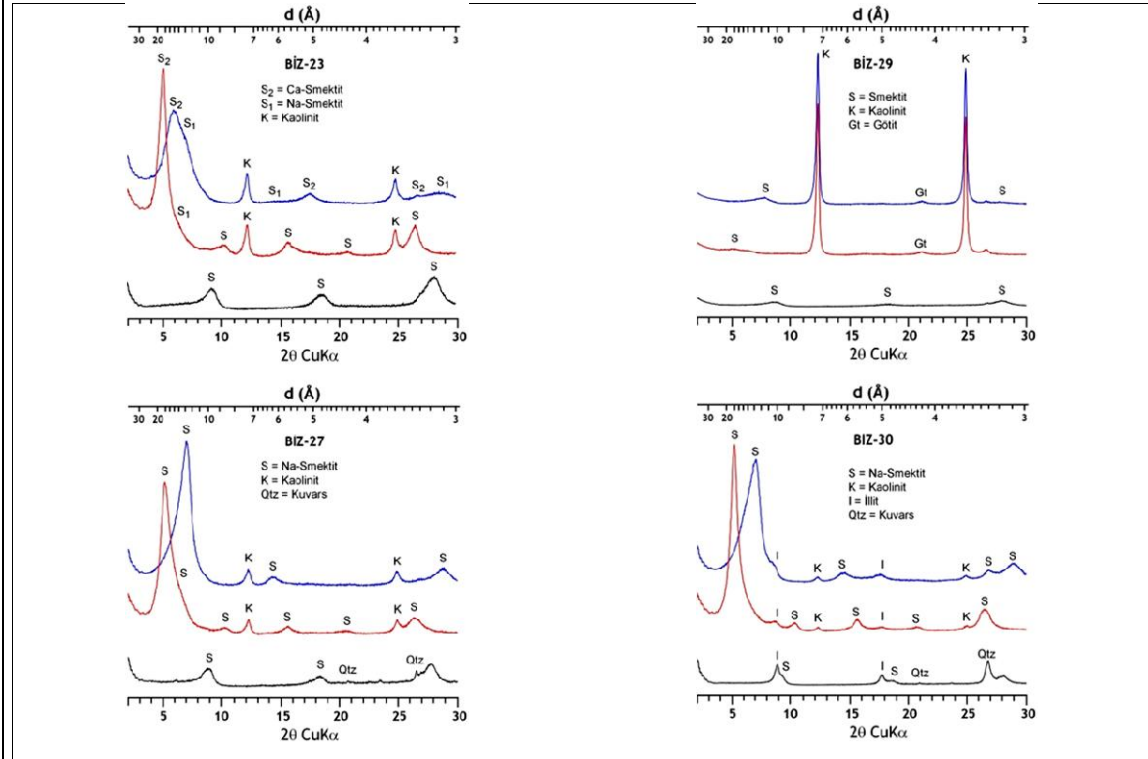 d (Å)
30 20 10 7 6 5 4 3
BİZ-23
S2 = Ca-Smektit
S1 = Na-Smektit
K = Kaolinit
S2
S2
S1
K
S1
S2
K
S2
S1
S1
S
K
S
S
K
S
S
S
S
5 10 15 20 25 30
2θ CuKα
d (Å)
30 20 10 7 6 5 4 3
BİZ-29
S = Smektit
K = Kaolinit
Gt = Götit
K
K
S
Gt
S
S
Gt
S
S
S
5 10 15 20 25 30
2θ CuKα
d (Å)
30 20 10 7 6 5 4 3
BIZ-27
S = Na-Smektit
K = Kaolinit
Qtz = Kuvars
S
S
S
K
S
K
S
S
K
S
S
K
S
S
S
Qtz
Qtz
5 10 15 20 25 30
2θ CuKα
d (Å)
30 20 10 7 6 5 4 3
BIZ-30
S = Na-Smektit
K = Kaolinit
I = İllit
Qtz = Kuvars
S
S
I
K
S
I
K
S
S
I
S
K
S
I
S
K
S
I
S
I
S
Qtz
Qtz
5 10 15 20 25 30
2θ CuKα